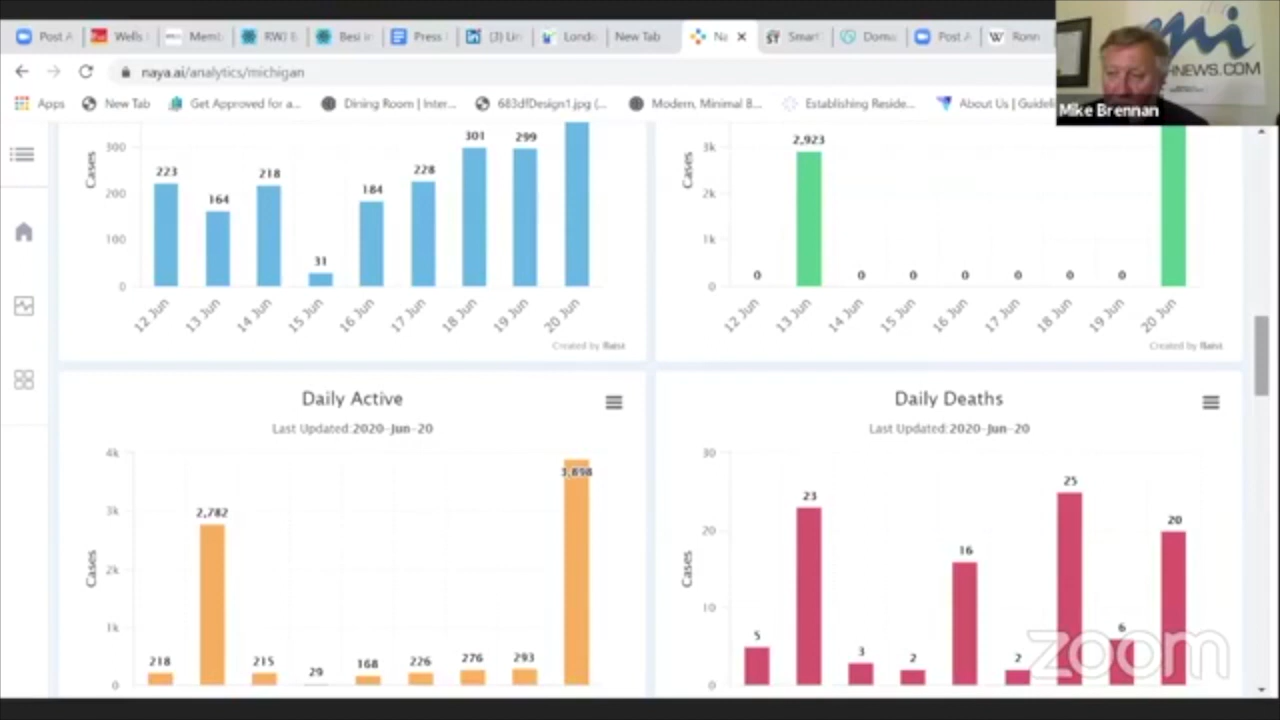 Post A
Wells
Memb
RWJ B
Besi in
Press
(3) Lin
Londo
New Tab
Na
Smart
Doma
Post A
Ronn
naya.ai/analytics/michigan
Apps
New Tab
Get Approved for a...
Dining Room | Inter...
683dfDesign1.jpg (...
Modern, Minimal B...
Establishing Reside...
About Us | Guideli
mi
HNEWS.COM
Mike Brennan
Cases
300
200
100
0
223
164
218
31
184
228
301
299
12 Jun
13 Jun
14 Jun
15 Jun
16 Jun
17 Jun
18 Jun
19 Jun
20 Jun
Cases
3k
2k
1k
0
0
2,923
0
0
0
0
0
0
12 Jun
13 Jun
14 Jun
15 Jun
16 Jun
17 Jun
18 Jun
19 Jun
20 Jun
Created by
Created by
Daily Active
Last Updated:2020-Jun-20
Cases
4k
3k
2k
1k
0
218
2,782
215
29
168
226
276
293
3,898
Daily Deaths
Last Updated:2020-Jun-20
Cases
30
20
10
0
5
23
3
2
16
2
25
6
20
zoom